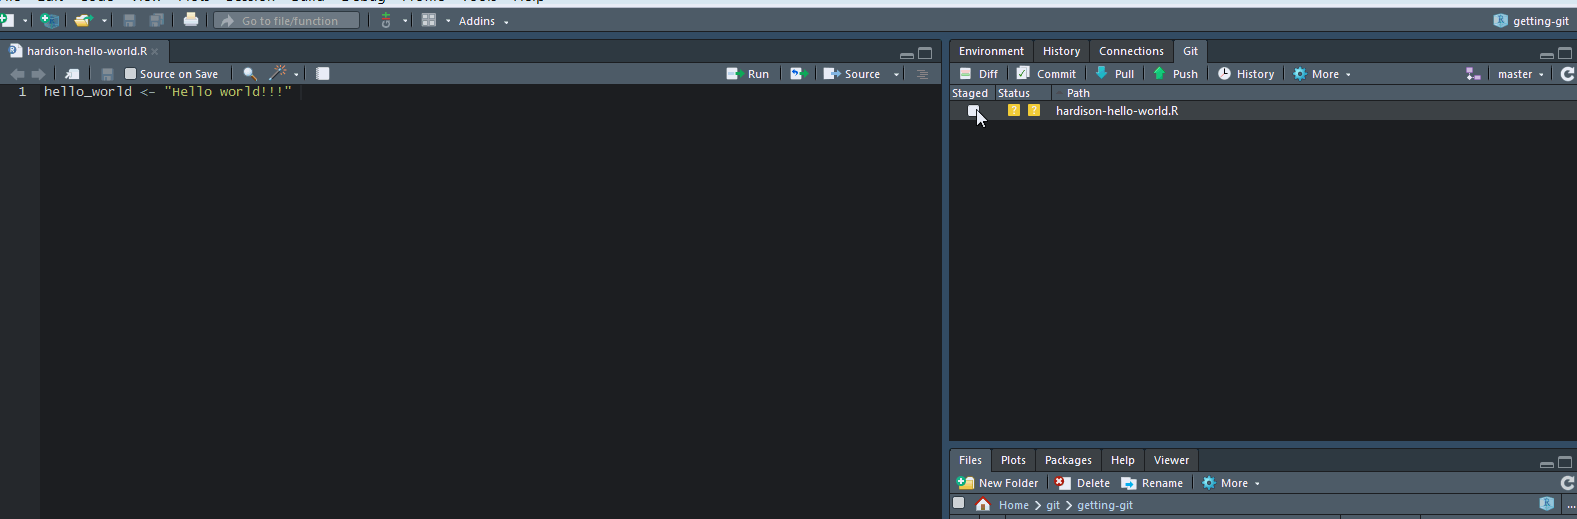 Go to file/function
Addins
getting-git
hardison-hello-world.R
Source on Save
Run
Source
1 hello_world <- "Hello world!!!"
Environment History Connections Git
Diff Commit Pull Push History More master
Staged Status Path
? ? hardison-hello-world.R
Files Plots Packages Help Viewer
New Folder Delete Rename More
Home git getting-git ...